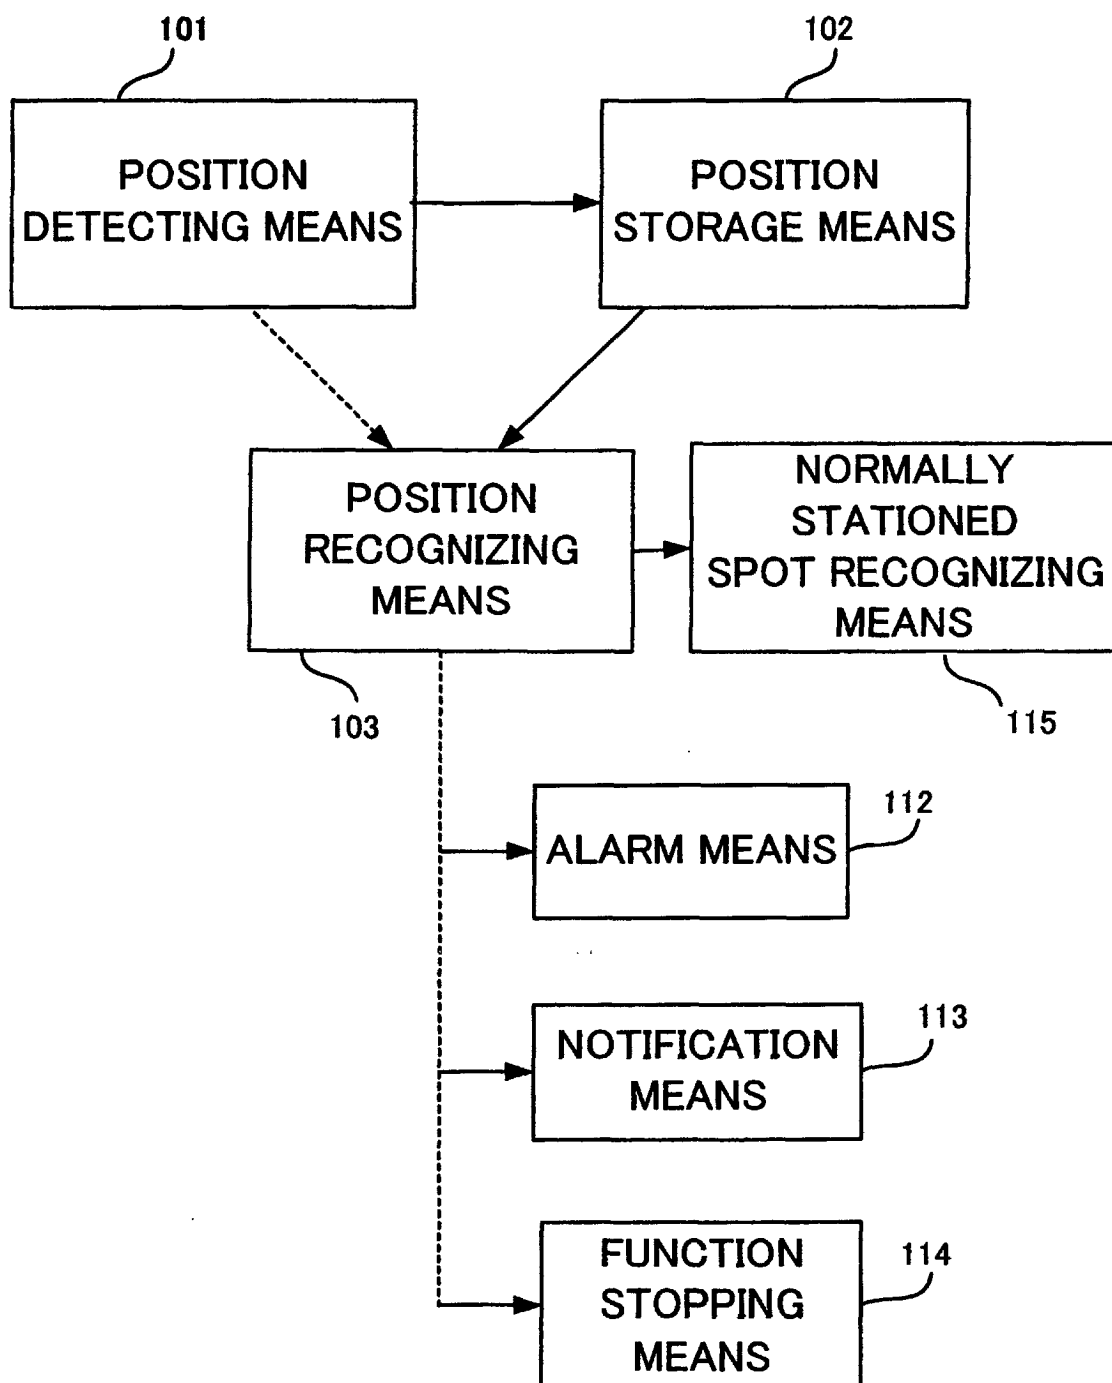 101
102
POSITION
DETECTING MEANS
POSITION
STORAGE MEANS
POSITION
RECOGNIZING
MEANS
NORMALLY
STATIONED
SPOT RECOGNIZING
MEANS
103
115
ALARM MEANS
112
NOTIFICATION
MEANS
113
FUNCTION
STOPPING
MEANS
114